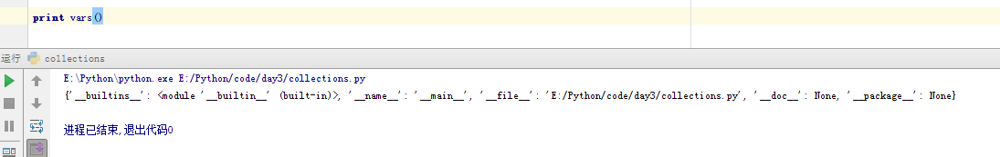 print vars()
运行 collections
E:\Python\python.exe E:/Python/code/day3/collections.py
{'__builtins__': <module '__builtin__' (built-in)>, '__name__': '__main__', '__file__': 'E:/Python/code/day3/collections.py', '__doc__': None, '__package__': None}
进程已结束,退出代码0